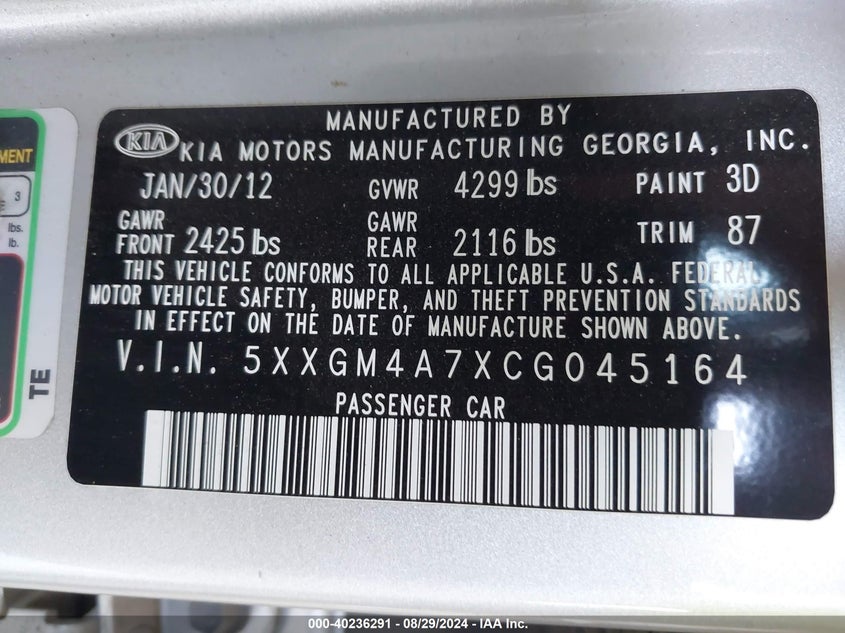 MANUFACTURED BY
KIA KIA MOTORS MANUFACTURING GEORGIA, INC.
JAN/30/12 GVWR 4299 lbs PAINT 3D
GAWR FRONT 2425 lbs GAWR REAR 2116 lbs TRIM 87
THIS VEHICLE CONFORMS TO ALL APPLICABLE U.S.A. FEDERAL
MOTOR VEHICLE SAFETY, BUMPER, AND THEFT PREVENTION STANDARDS
IN EFFECT ON THE DATE OF MANUFACTURE SHOWN ABOVE.
V.I.N. 5XXGM4A7XCG045164
PASSENGER CAR
MENT
3
lbs.
lb.
TE
000-40236291 - 08/29/2024 - IAA Inc.